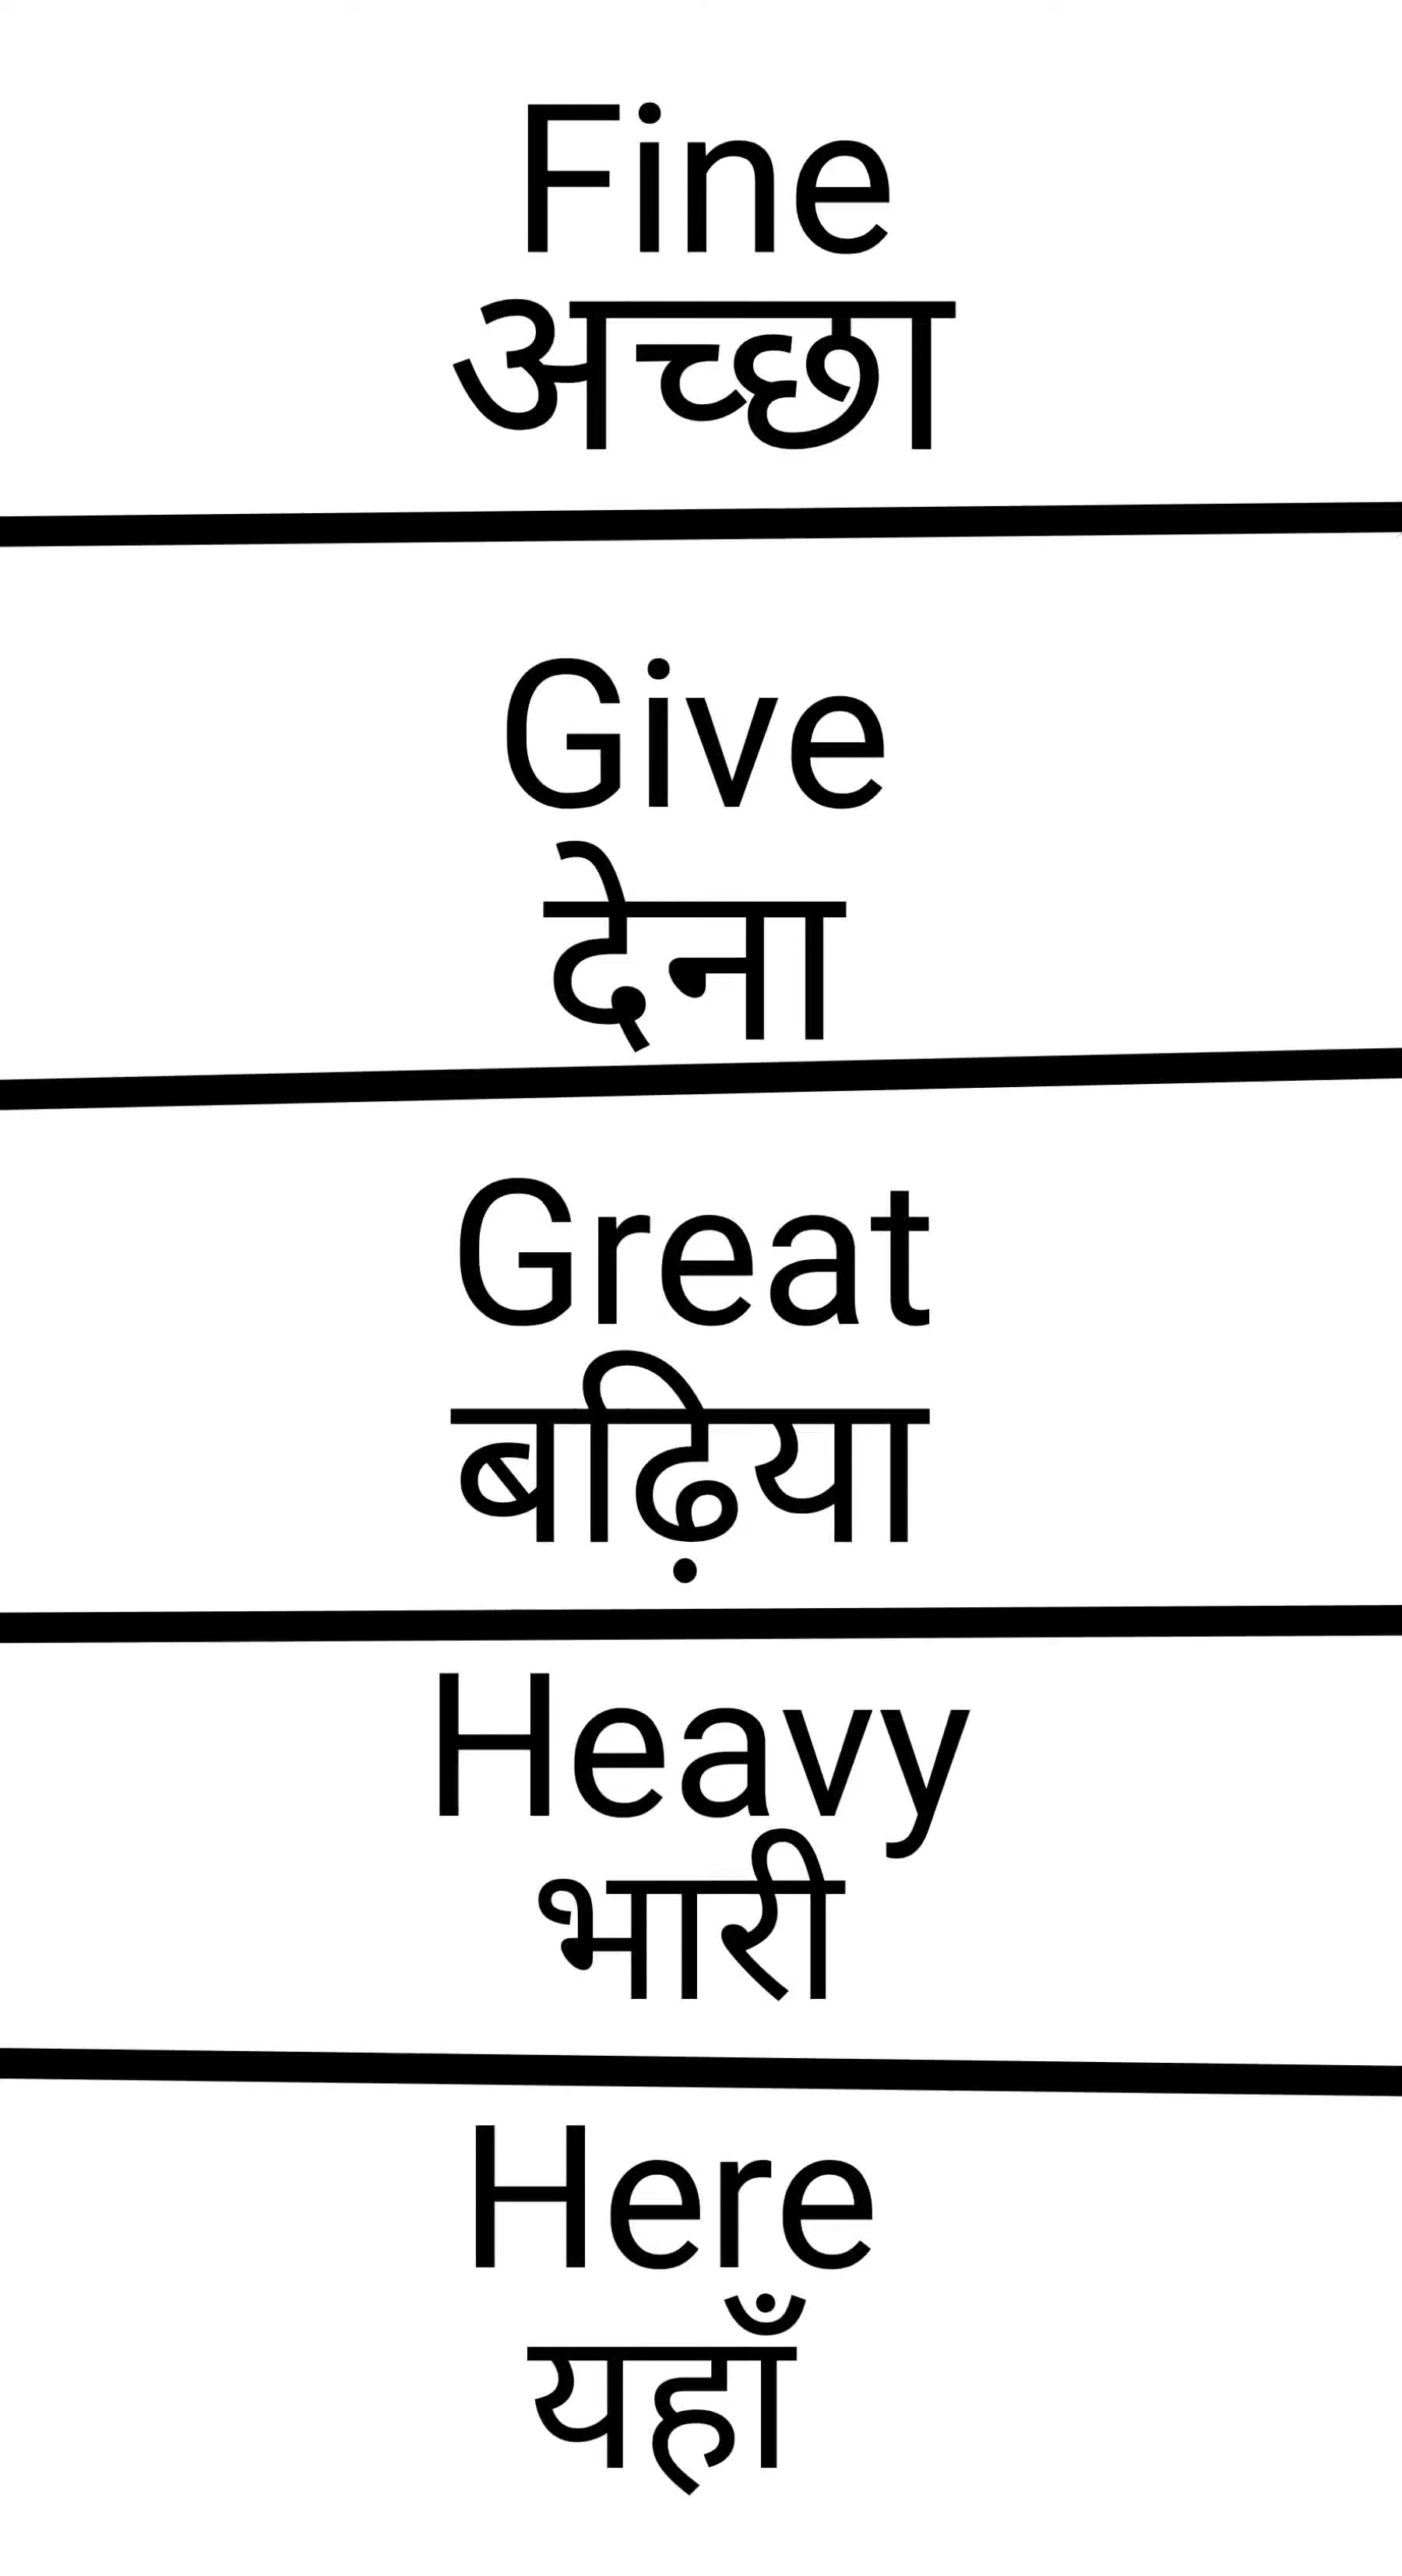 Fine
अच्छा
Give
देना
Great
बढ़िया
Heavy
भारी
Here
यहाँ